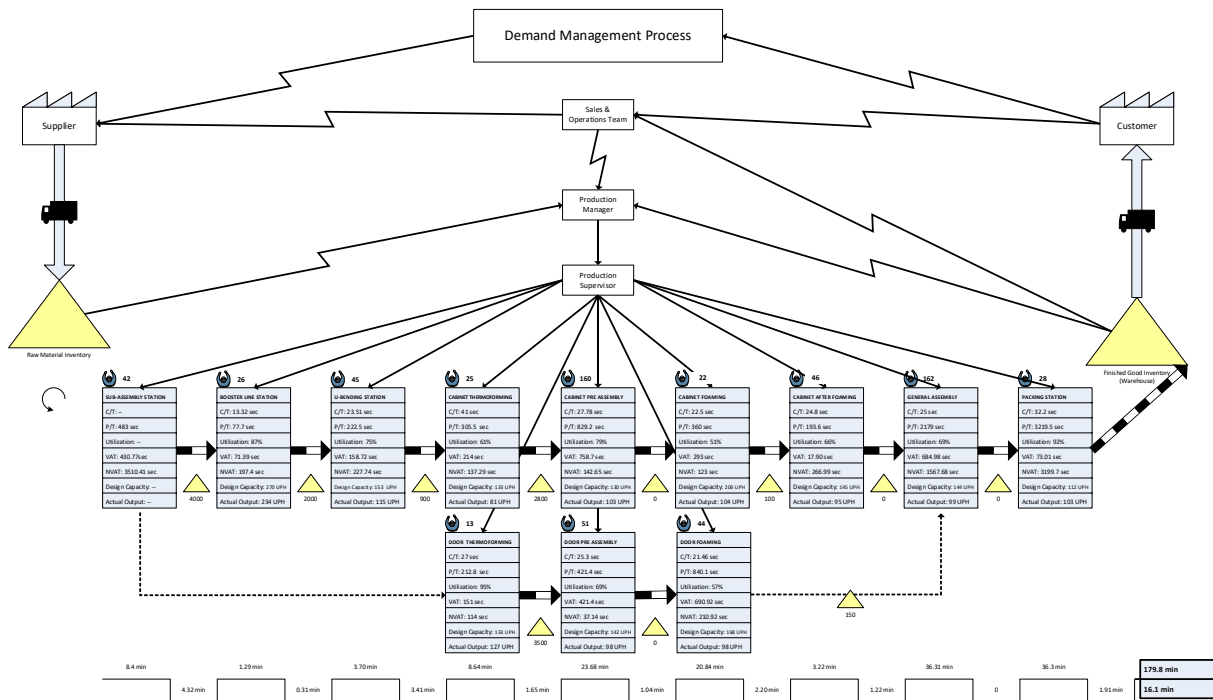 Demand Management Process
Sales &
Operations Team
Supplier
Customer
Production
Manager
Production
Supervisor
Raw Material Inventory
Finished Good Inventory
(Warehouse)
42
SUB-ASSEMBLY STATION
C/T: --
P/T: 483 sec
Utilization: --
VAT: 430.77sec
NVAT: 3510.41 sec
Design Capacity: --
Actual Output: --
4000
26
BOOSTER LINE STATION
C/T: 13.32 sec
P/T: 77.7 sec
Utilization: 87%
VAT: 71.39 sec
NVAT: 197.4 sec
Design Capacity: 270 UPH
Actual Output: 234 UPH
2000
45
U-BENDING STATION
C/T: 23.51 sec
P/T: 222.5 sec
Utilization: 75%
VAT: 158.72 sec
NVAT: 227.74 sec
Design Capacity: 153 UPH
Actual Output: 115 UPH
900
25
CABINET THERMOFORMING
C/T: 41 sec
P/T: 305.5 sec
Utilization: 61%
VAT: 214 sec
NVAT: 137.29 sec
Design Capacity: 133 UPH
Actual Output: 81 UPH
2800
160
CABINET PRE ASSEMBLY
C/T: 27.78 sec
P/T: 829.2 sec
Utilization: 79%
VAT: 758.7 sec
NVAT: 142.65 sec
Design Capacity: 130 UPH
Actual Output: 103 UPH
0
22
CABINET FOAMING
C/T: 22.5 sec
P/T: 360 sec
Utilization: 51%
VAT: 293 sec
NVAT: 123 sec
Design Capacity: 206 UPH
Actual Output: 104 UPH
100
46
CABINET AFTER FOAMING
C/T: 24.8 sec
P/T: 193.6 sec
Utilization: 66%
VAT: 17.90 sec
NVAT: 266.99 sec
Design Capacity: 145 UPH
Actual Output: 95 UPH
0
162
GENERAL ASSEMBLY
C/T: 25 sec
P/T: 2179 sec
Utilization: 69%
VAT: 684.98 sec
NVAT: 1567.68 sec
Design Capacity: 144 UPH
Actual Output: 99 UPH
0
28
PACKING STATION
C/T: 32.2 sec
P/T: 3219.5 sec
Utilization: 92%
VAT: 73.01 sec
NVAT: 3199.7 sec
Design Capacity: 112 UPH
Actual Output: 103 UPH
13
DOOR THERMOFORMING
C/T: 27 sec
P/T: 212.8 sec
Utilization: 95%
VAT: 151 sec
NVAT: 114 sec
Design Capacity: 133 UPH
Actual Output: 127 UPH
3500
51
DOOR PRE ASSEMBLY
C/T: 25.3 sec
P/T: 421.4 sec
Utilization: 69%
VAT: 421.4 sec
NVAT: 37.14 sec
Design Capacity: 142 UPH
Actual Output: 98 UPH
0
44
DOOR FOAMING
C/T: 21.46 sec
P/T: 840.1 sec
Utilization: 57%
VAT: 690.92 sec
NVAT: 210.92 sec
Design Capacity: 168 UPH
Actual Output: 98 UPH
150
8.4 min
1.29 min
3.70 min
8.64 min
23.68 min
20.84 min
3.22 min
36.31 min
36.3 min
179.8 min
4.32 min
0.31 min
3.41 min
1.65 min
1.04 min
2.20 min
1.22 min
0
1.91 min
16.1 min